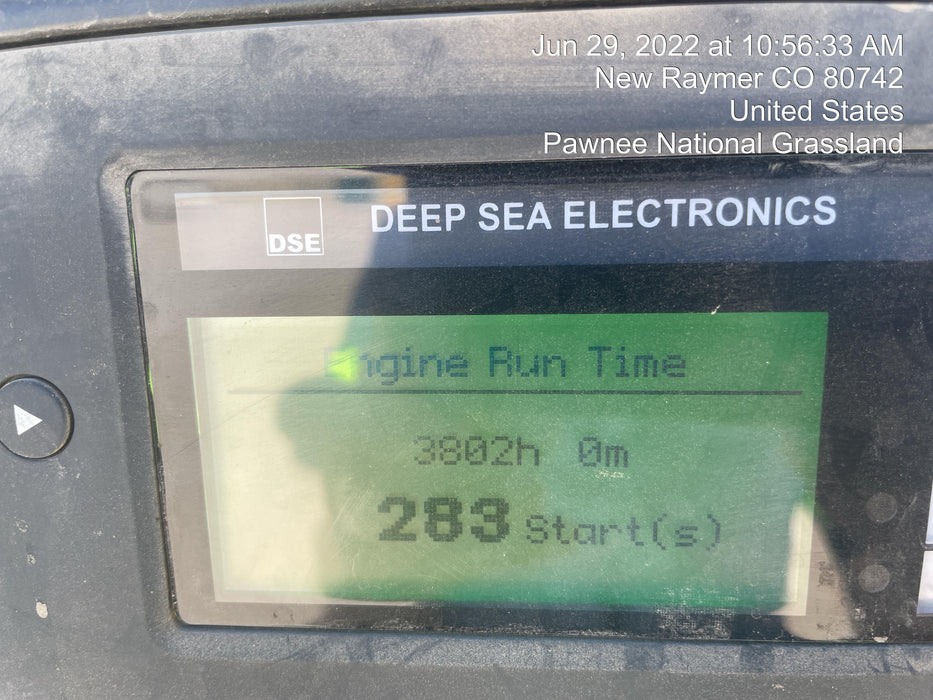 Jun 29, 2022 at 10:56:33 AM
New Raymer CO 80742
United States
Pawnee National Grassland
DSE
DEEP SEA ELECTRONICS
Engine Run Time
3802h 0m
283 Start(s)